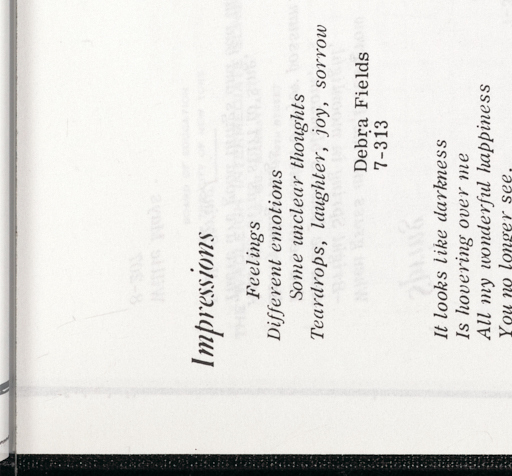 Impressions
Feelings
Different emotions
Some unclear thoughts
Teardrops, laughter, joy, sorrow
Debra Fields
7-313
It looks like darkness
Is hovering over me
All my wonderful happiness
You no longer see.